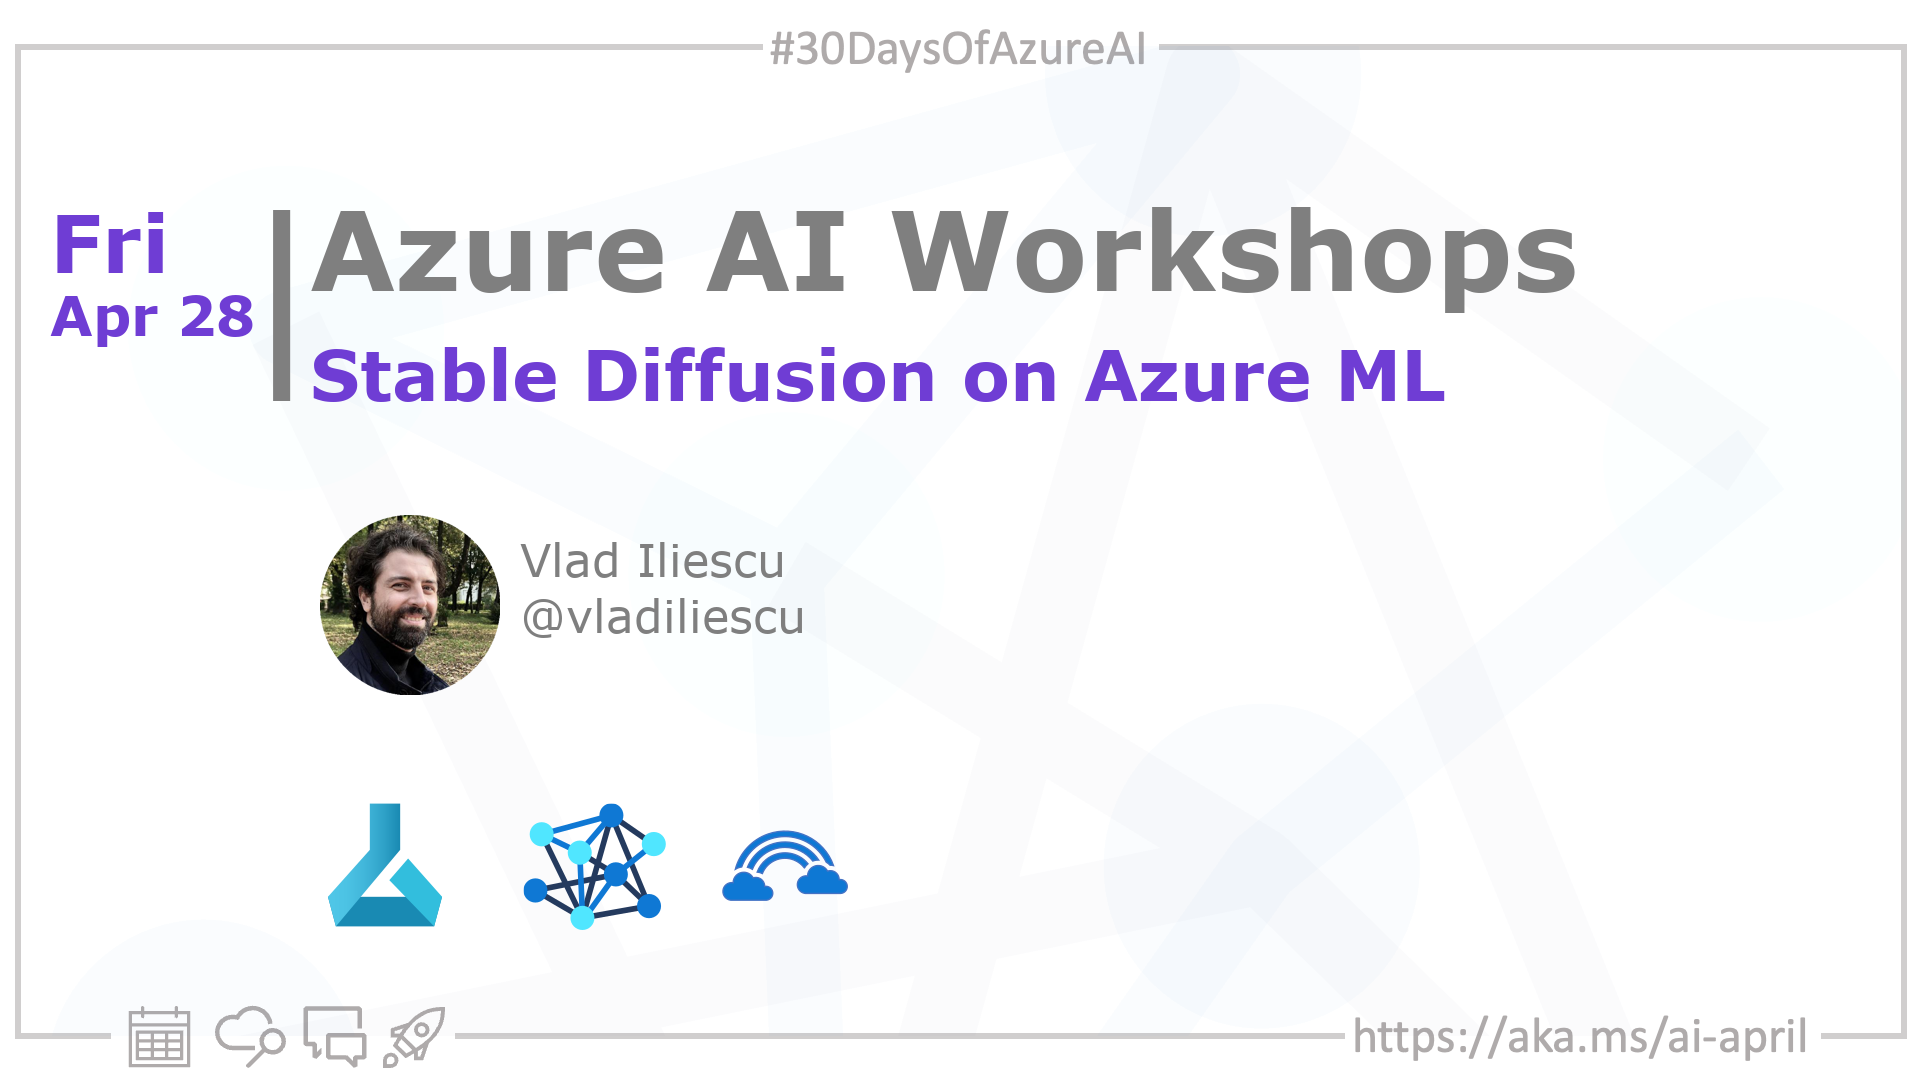 #30DaysOfAzureAI
Fri
Apr 28
Azure AI Workshops
Stable Diffusion on Azure ML
Vlad Iliescu
@vladiliescu
https://aka.ms/ai-april